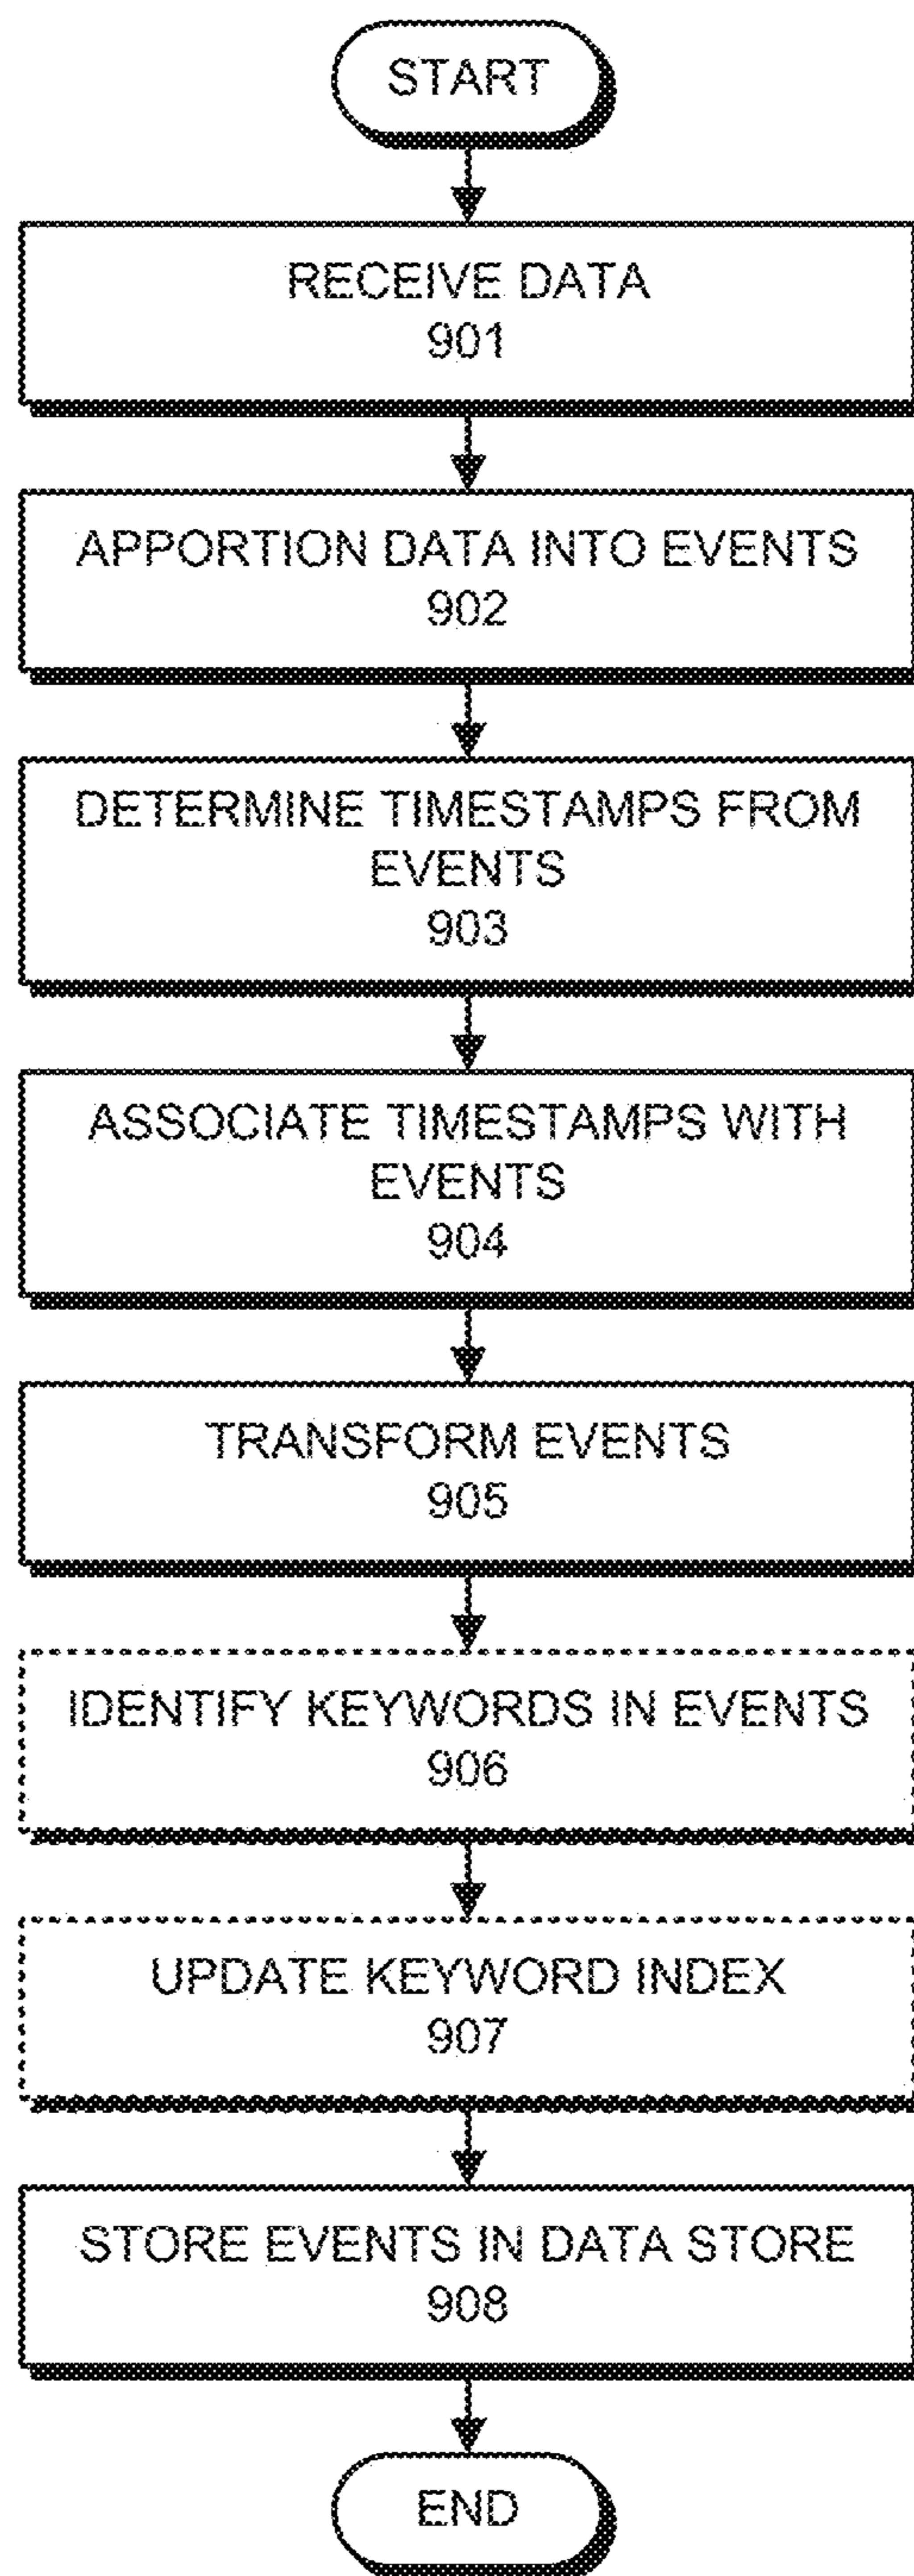 START
RECEIVE DATA
901
APPORTION DATA INTO EVENTS
902
DETERMINE TIMESTAMPS FROM
EVENTS
903
ASSOCIATE TIMESTAMPS WITH
EVENTS
904
TRANSFORM EVENTS
905
IDENTIFY KEYWORDS IN EVENTS
906
UPDATE KEYWORD INDEX
907
STORE EVENTS IN DATA STORE
908
END